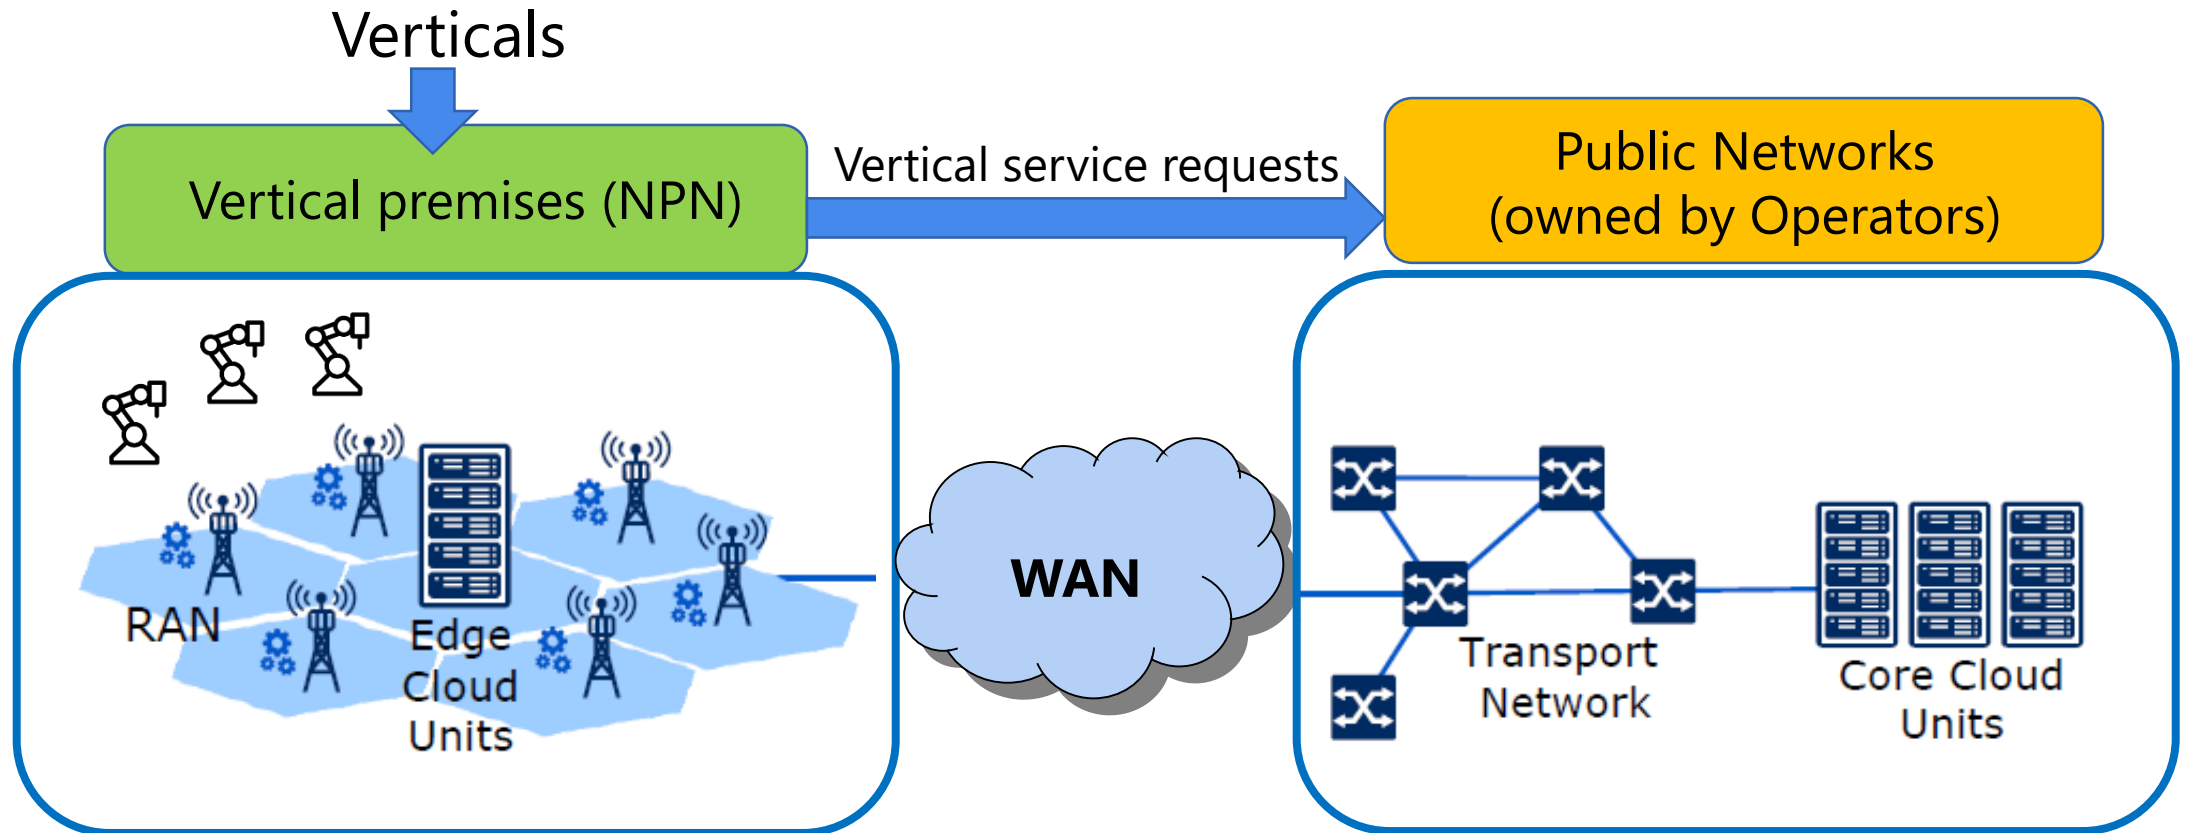 Verticals
Vertical premises (NPN)
Vertical service requests
Public Networks
(owned by Operators)
RAN
Edge
Cloud
Units
WAN
Transport
Network
Core Cloud
Units